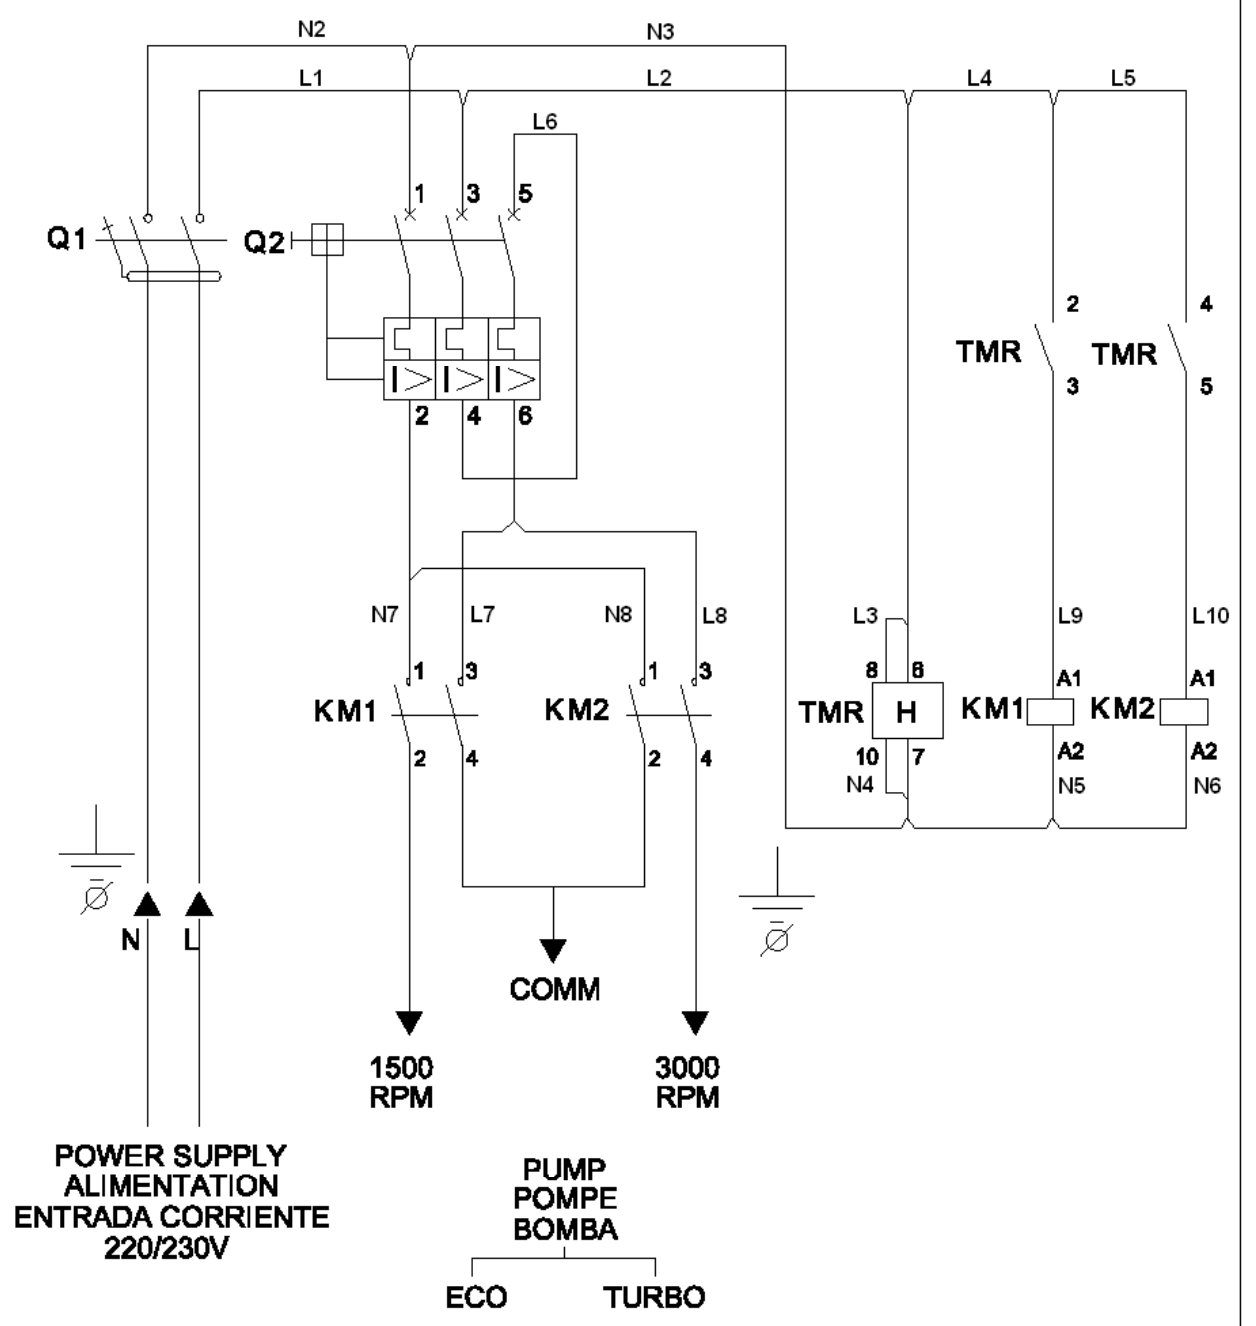 N2 N3
L1 L2 L4 L5
L6
1 3 5
Q1 Q2
2 4
TMR TMR
3 5
I> I> I>
2 4 6
N7 L7 N8 L8 L3 L9 L10
1 3 1 3 8 6 A1 A1
KM1 KM2 TMR H KM1 KM2
2 4 2 4 10 7 A2 A2
N4 N5 N6
N L
COMM
1500
RPM
3000
RPM
POWER SUPPLY
ALIMENTATION
ENTRADA CORRIENTE
220/230V
PUMP
POMPE
BOMBA
ECO TURBO